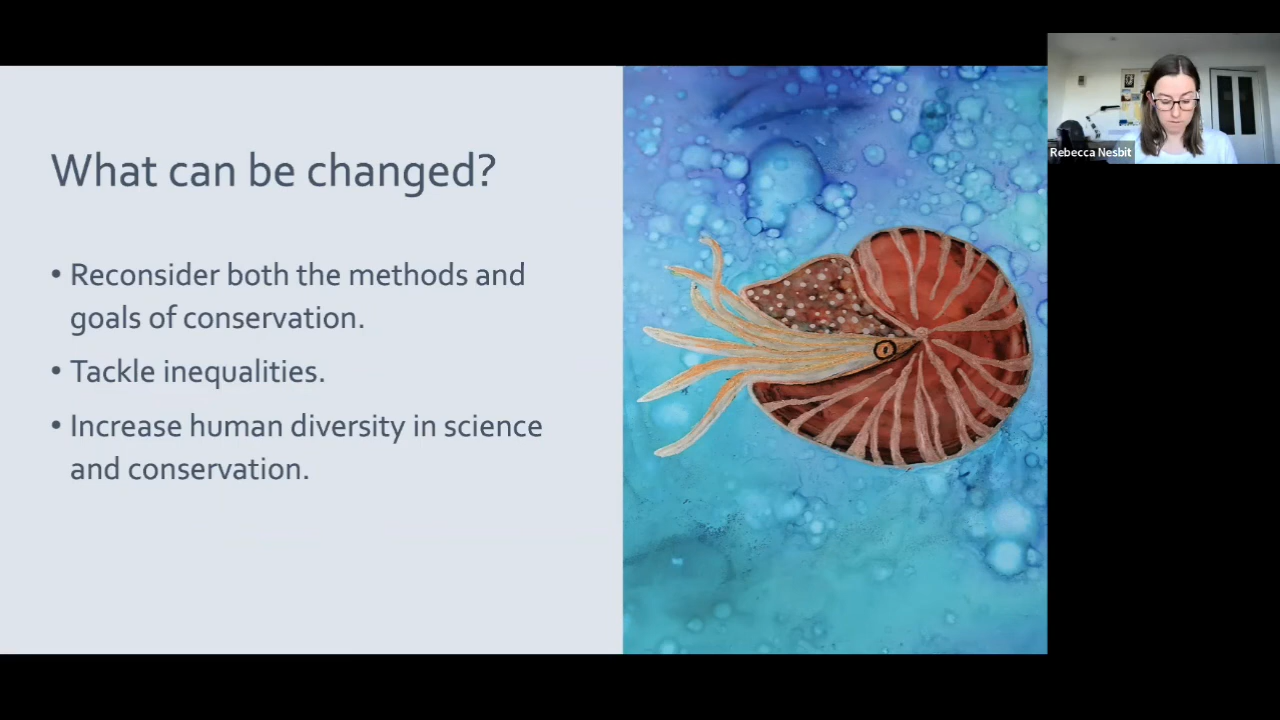 What can be changed?
• Reconsider both the methods and
goals of conservation.
• Tackle inequalities.
• Increase human diversity in science
and conservation.
Rebecca Nesbit